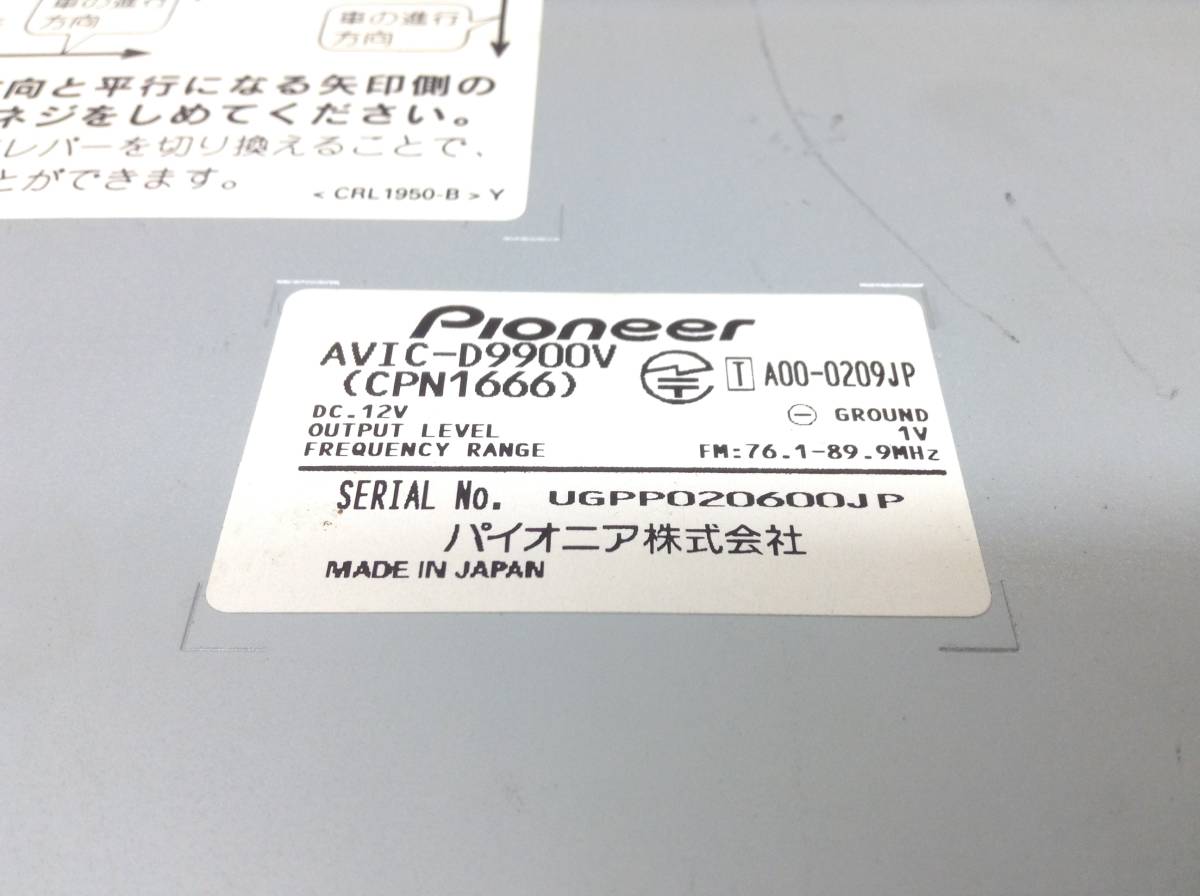 車の進行
方向
車の進行
方向
向と平行になる矢印側の
ネジをしめてください。
レバーを切り換えることで、
とができます。
< CRL1950-B > Y
Pioneer
AVIC-D9900V
(CPN1666)
T A00-0209JP
DC.12V
⊖ GROUND
OUTPUT LEVEL 1V
FREQUENCY RANGE FM:76.1-89.9MHz
SERIAL No. UGPP020600JP
パイオニア株式会社
MADE IN JAPAN